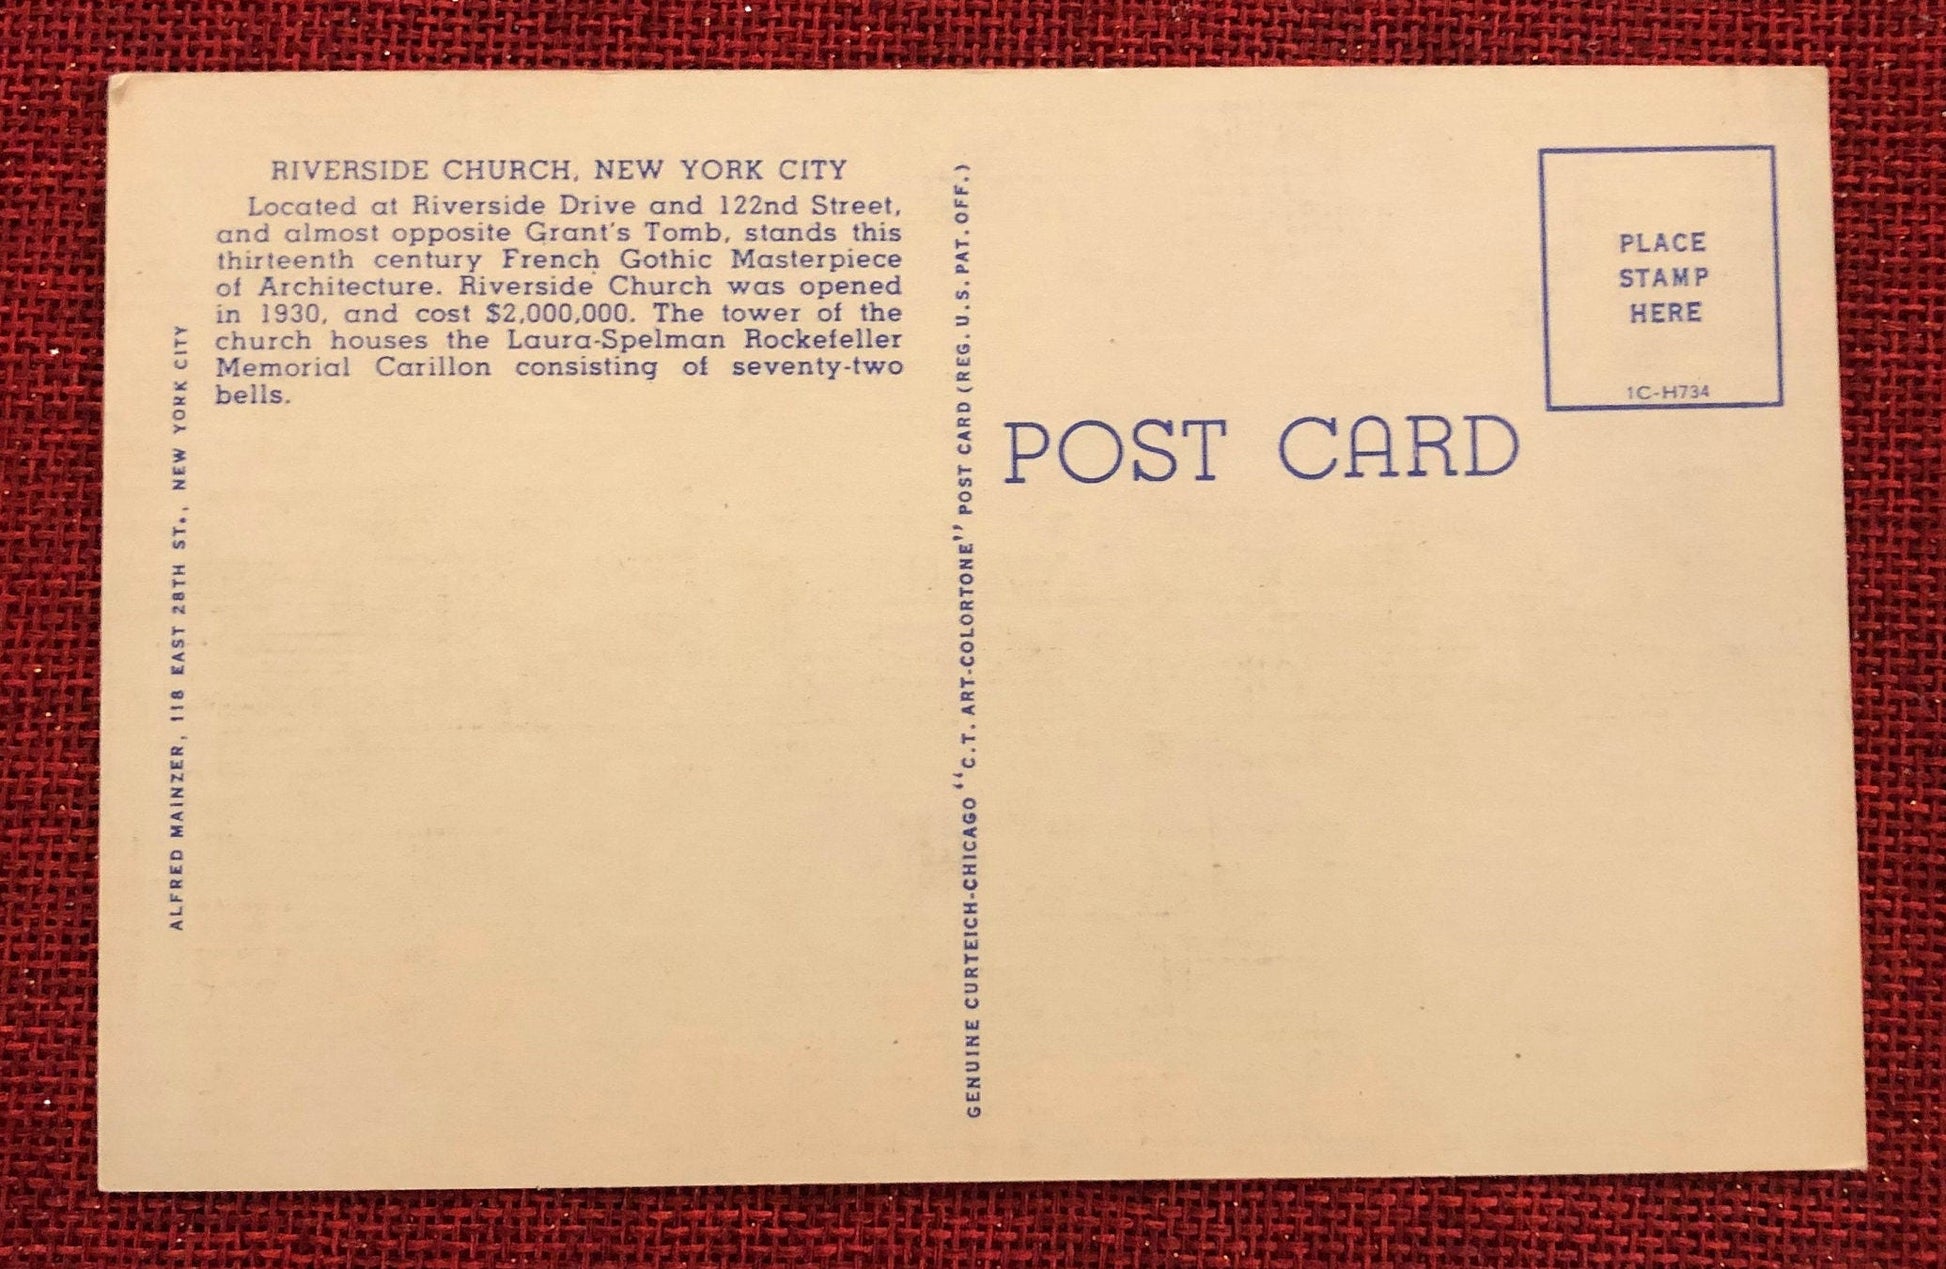 RIVERSIDE CHURCH, NEW YORK CITY
Located at Riverside Drive and 122nd Street,
and almost opposite Grant's Tomb, stands this
thirteenth century French Gothic Masterpiece
of Architecture. Riverside Church was opened
in 1930, and cost $2,000,000. The tower of the
church houses the Laura-Spelman Rockefeller
Memorial Carillon consisting of seventy-two
bells.
ALFRED MAINZER, 118 EAST 28TH ST., NEW YORK CITY
GENUINE CURTEICH-CHICAGO "C.T. ART-COLORTONE" POST CARD (REG. U.S. PAT. OFF.)
POST CARD
PLACE
STAMP
HERE
1C-H734